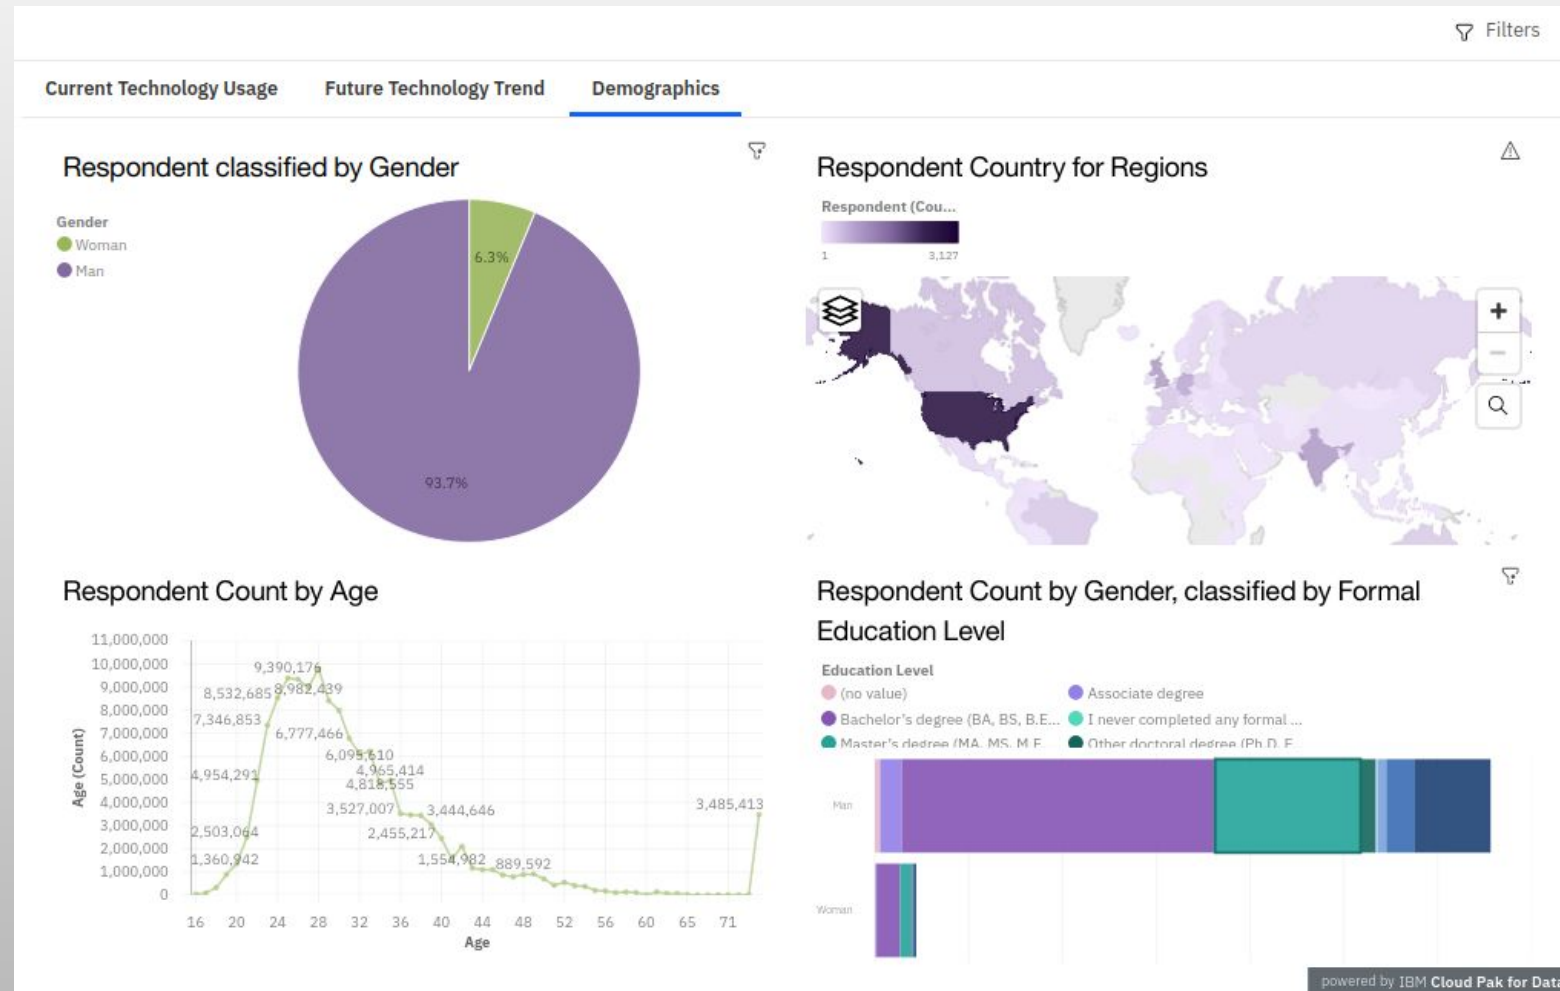 Filters
Current Technology Usage
Future Technology Trend
Demographics
Respondent classified by Gender
Gender
Woman
Man
6.3%
93.7%
Respondent Country for Regions
Respondent (Cou...
1
3,127
Respondent Count by Age
Age (Count)
11,000,000
10,000,000
9,000,000
8,000,000
7,000,000
6,000,000
5,000,000
4,000,000
3,000,000
2,000,000
1,000,000
0
9,390,176
8,532,685
8,982,439
7,346,853
6,777,466
6,095,610
4,965,414
4,954,291
4,818,555
3,527,007
3,444,646
3,485,413
2,503,064
2,455,217
1,360,942
1,554,982
889,592
16
20
24
28
32
36
40
44
48
52
56
60
65
71
Age
Respondent Count by Gender, classified by Formal
Education Level
Education Level
(no value)
Associate degree
Bachelor's degree (BA, BS, B.E...
I never completed any formal ...
Master's degree (MA, MS, M.E
Other doctoral degree (Ph.D, E
Man
Woman
powered by IBM Cloud Pak for Data